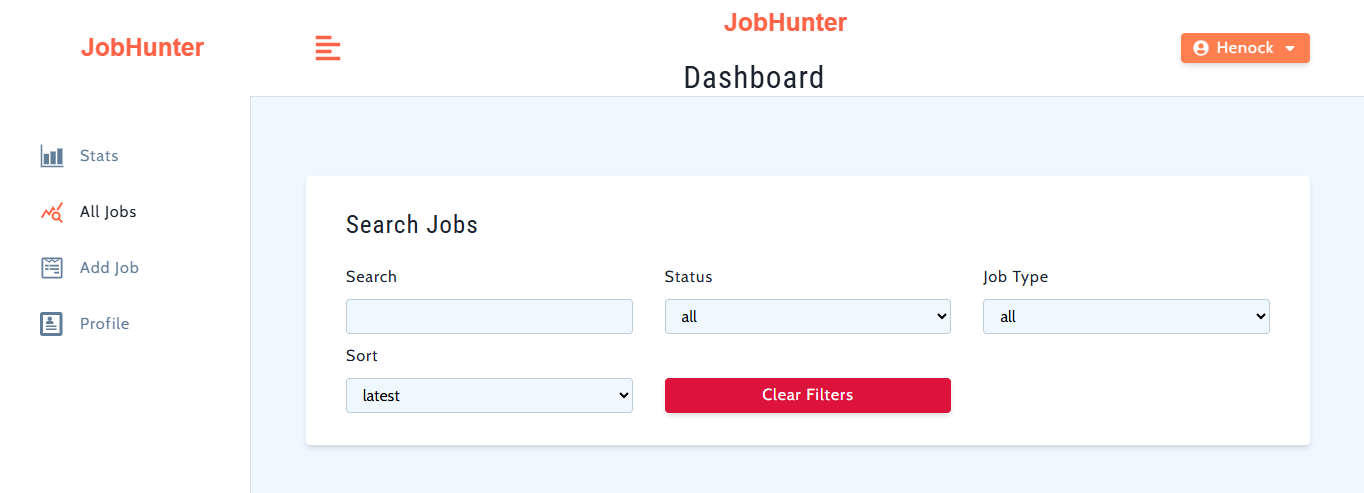 JobHunter
JobHunter
Dashboard
Henock
Stats
All Jobs
Add Job
Profile
Search Jobs
Search
Status
Job Type
all
all
Sort
latest
Clear Filters